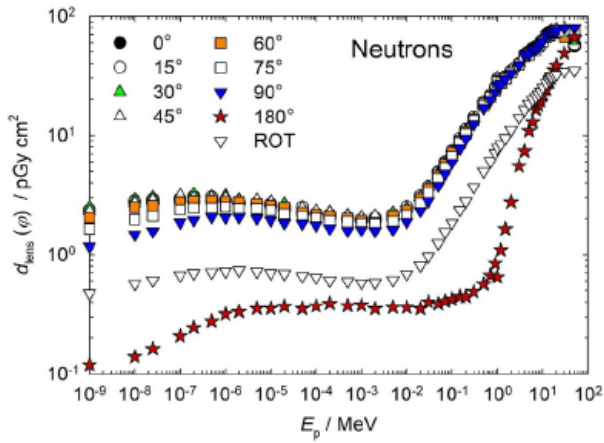 Neutrons
0° 60°
15° 75°
30° 90°
45° 180°
ROT
10²
10¹
10⁰
10⁻¹
d_lens (φ) / pGy cm²
10⁻⁹ 10⁻⁸ 10⁻⁷ 10⁻⁶ 10⁻⁵ 10⁻⁴ 10⁻³ 10⁻² 10⁻¹ 10⁰ 10¹ 10²
E_p / MeV